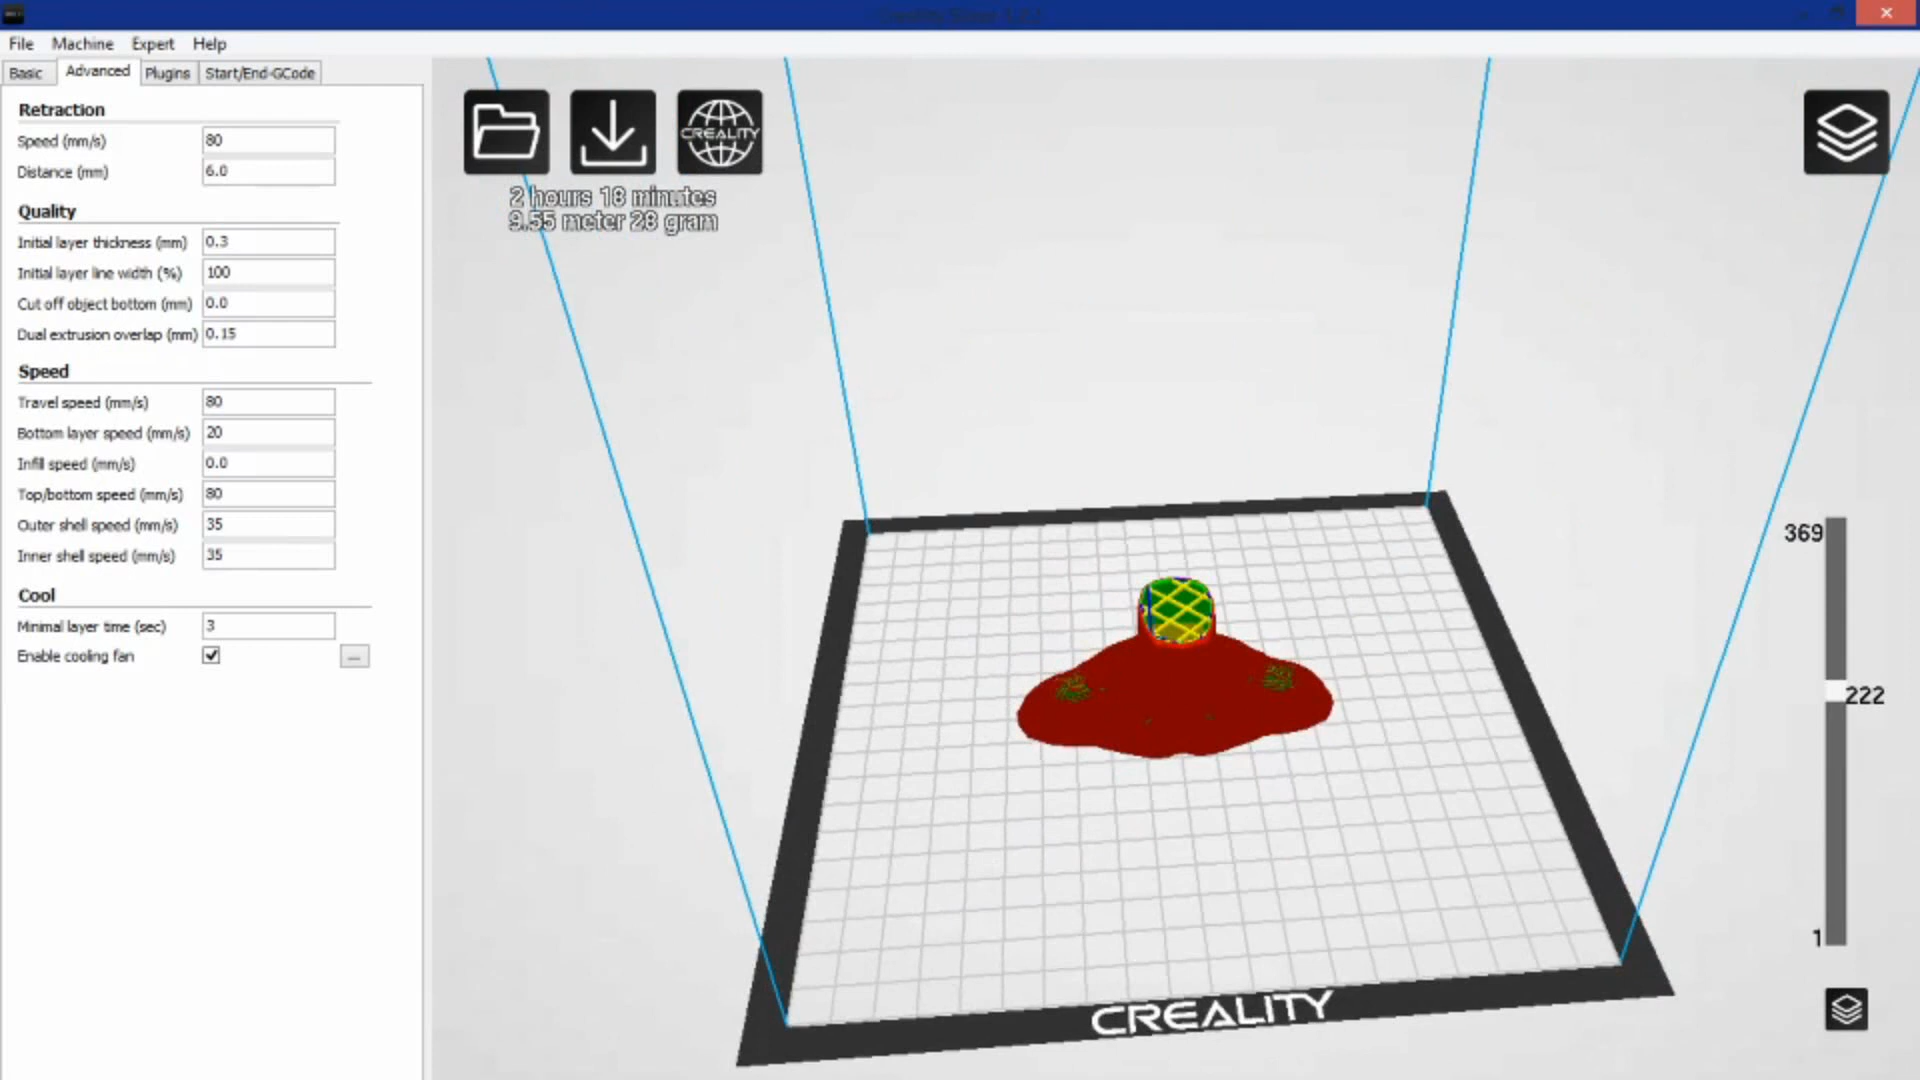 File Machine Expert Help
Basic Advanced Plugins Start/End-GCode
Retraction
Speed (mm/s) 80
Distance (mm) 6.0
Quality
Initial layer thickness (mm) 0.3
Initial layer line width (%) 100
Cut off object bottom (mm) 0.0
Dual extrusion overlap (mm) 0.15
Speed
Travel speed (mm/s) 80
Bottom layer speed (mm/s) 20
Infill speed (mm/s) 0.0
Top/bottom speed (mm/s) 80
Outer shell speed (mm/s) 35
Inner shell speed (mm/s) 35
Cool
Minimal layer time (sec) 3
Enable cooling fan ...
CREALITY
2 hours 18 minutes
9.55 meter 28 gram
369
222
1
CREALITY